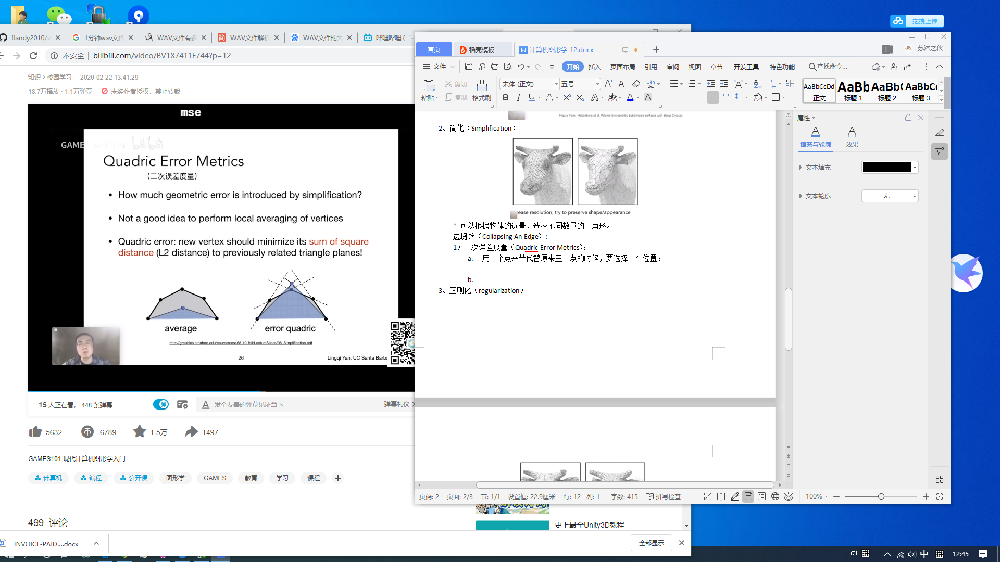 拖拽上传
flandy2010/w
1分钟wav文件
WAV文件有多
WAV文件解析
WAV文件的大
哔哩哔哩 (
不安全
bilibili.com/video/BV1X7411F744?p=12
知识 > 校园学习 2020-02-22 13:41:29
18.7万播放 · 1.1万弹幕 未经作者授权，禁止转载
mse
GAMES
bilibili
Quadric Error Metrics
(二次误差度量)
• How much geometric error is introduced by simplification?
• Not a good idea to perform local averaging of vertices
• Quadric error: new vertex should minimize its sum of square
distance (L2 distance) to previously related triangle planes!
average
error quadric
http://graphics.stanford.edu/courses/cs468-10-fall/LectureSlides/08_Simplification.pdf
26
Lingqi Yan, UC Santa Barba
15 人正在看， 448 条弹幕
弹
发个友善的弹幕见证当下
弹幕礼仪 >
5632
6789
1.5万
1497
GAMES101 现代计算机图形学入门
计算机
编程
公开课
图形学
GAMES
教育
学习
课程
499 评论
史上最全Unity3D教程
INVOICE-PAID....docx
全部显示
首页
稻壳模板
计算机图形学-12.docx
1
苏沐之秋
文件
开始
插入
页面布局
引用
审阅
视图
章节
开发工具
特色功能
查找命令...
粘贴
剪切
复制
格式刷
宋体 (正文)
五号
AaBbCcDd
正文
AaBb
标题 1
AaBb(
标题 2
AaBbC
标题 3
Figure from: Hakenberg et al. Volume Enclosed by Subdivision Surfaces with Sharp Creases
2、简化（Simplification）
rease resolution; try to preserve shape/appearance
* 可以根据物体的远景，选择不同数量的三角形。
边坍缩（Collapsing An Edge）:
1）二次误差度量（Quadric Error Metrics）：
a. 用一个点来带代替原来三个点的时候，要选择一个位置：
b.
3、正则化（regularization）
属性
填充与轮廓
效果
文本填充
文本轮廓
无
页码: 2
页面: 2/3
节: 1/1
设置值: 22.9厘米
行: 12
列: 1
字数: 415
拼写检查
100%
CH 拼
中
拼
12:45